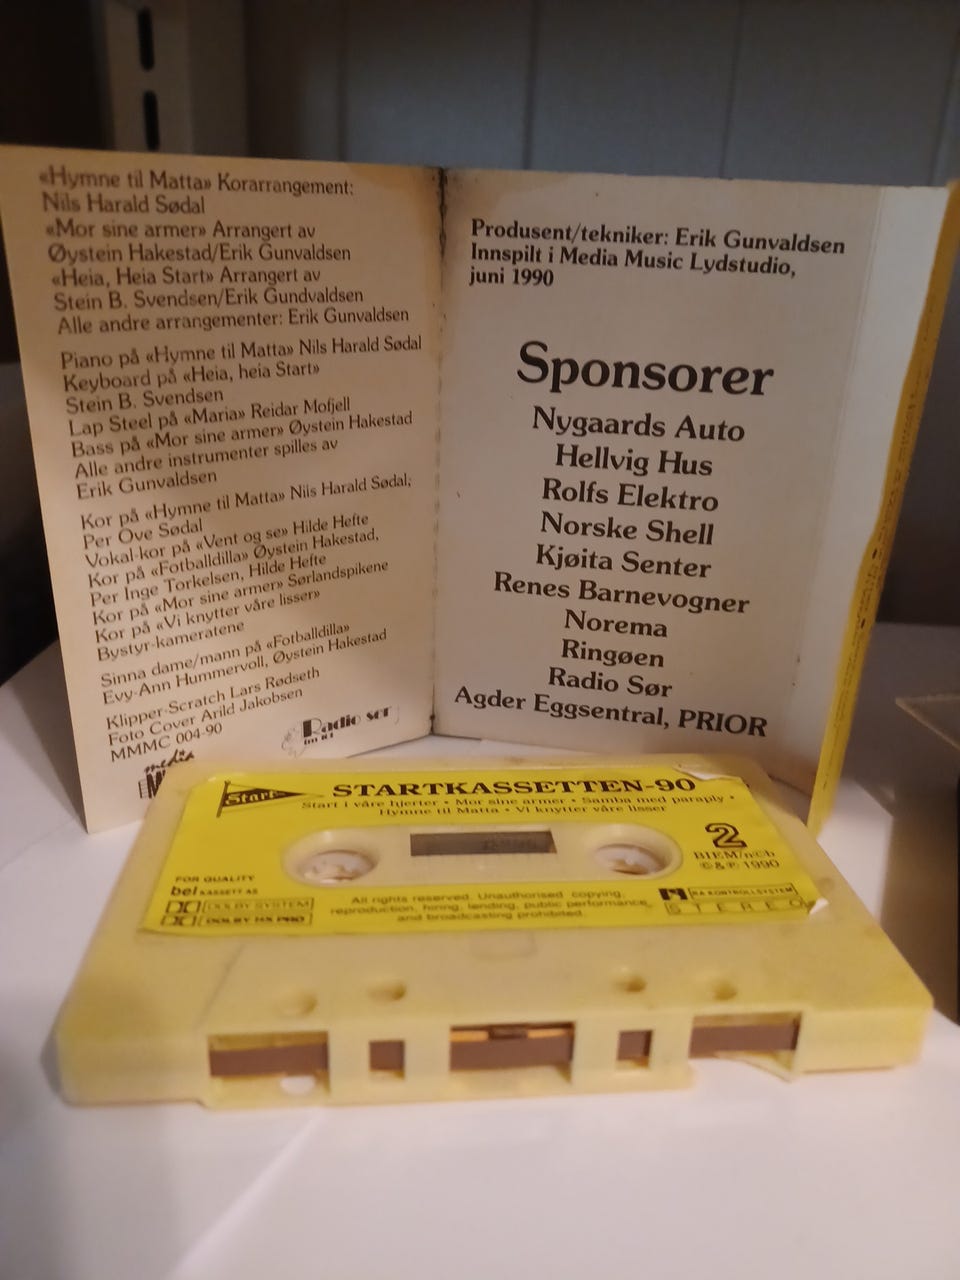 «Hymne til Matta» Korarrangement:
Nils Harald Sødal
«Mor sine armer» Arrangert av
Øystein Hakestad/Erik Gunvaldsen
«Heia, Heia Start» Arrangert av
Stein B. Svendsen/Erik Gundvaldsen
Alle andre arrangementer: Erik Gunvaldsen
Piano på «Hymne til Matta» Nils Harald Sødal
Keyboard på «Heia, heia Start»
Stein B. Svendsen
Lap Steel på «Maria» Reidar Mofjell
Bass på «Mor sine armer» Øystein Hakestad
Alle andre instrumenter spilles av
Erik Gunvaldsen
Kor på «Hymne til Matta» Nils Harald Sødal;
Per Ove Sødal
Vokal-kor på «Vent og se» Hilde Hefte
Kor på «Fotballdilla» Øystein Hakestad,
Per Inge Torkelsen, Hilde Hefte
Kor på «Mor sine armer» Sørlandspikene
Kor på «Vi knytter våre lisser»
Bystyr-kameratene
Sinna dame/mann på «Fotballdilla»
Evy-Ann Hummervoll, Øystein Hakestad
Klipper-Scratch Lars Rødseth
Foto Cover Arild Jakobsen
MMMC 004-90
media
Radio sør
Produsent/tekniker: Erik Gunvaldsen
Innspilt i Media Music Lydstudio,
juni 1990
Sponsorer
Nygaards Auto
Hellvig Hus
Rolfs Elektro
Norske Shell
Kjøita Senter
Renes Barnevogner
Norema
Ringøen
Radio Sør
Agder Eggsentral, PRIOR
Start
STARTKASSETTEN-90
Start i våre hjerter • Mor sine armer • Samba med paraply •
Hymne til Matta • Vi knytter våre lisser
2
BIEM/n©b
©&℗ 1990
FOR QUALITY
bel KASSETT AS
DOLBY SYSTEM
DOLBY HX PRO
All rights reserved. Unauthorised copying,
reproduction, hiring, lending, public performance,
and broadcasting prohibited.
KONTROLLSYSTEM
STEREO